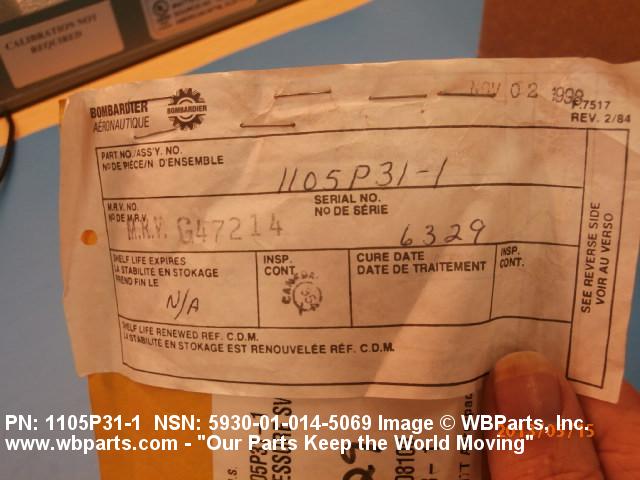 CALIBRATION NOT
REQUIRED
BOMBARDIER
AÉRONAUTIQUE
BOMBARDIER
NOV 02 1998
F.7517
REV. 2/84
PART NO./ASS'Y. NO.
NO DE PIÈCE/N D'ENSEMBLE
1105P31-1
M.R.V. NO.
NO DE M.R.V.
M.R.V. G47214
SERIAL NO.
NO DE SÉRIE
6329
SHELF LIFE EXPIRES
LA STABILITÉ EN STOKAGE
PREND FIN LE
N/A
INSP.
CONT.
CANADAIR
CURE DATE
DATE DE TRAITEMENT
INSP.
CONT.
SHELF LIFE RENEWED REF. C.D.M.
LA STABILITÉ EN STOKAGE EST RENOUVELÉE RÉF. C.D.M.
SEE REVERSE SIDE
VOIR AU VERSO
PN: 1105P31-1 NSN: 5930-01-014-5069 Image © WBParts, Inc.
www.wbparts.com - "Our Parts Keep the World Moving"